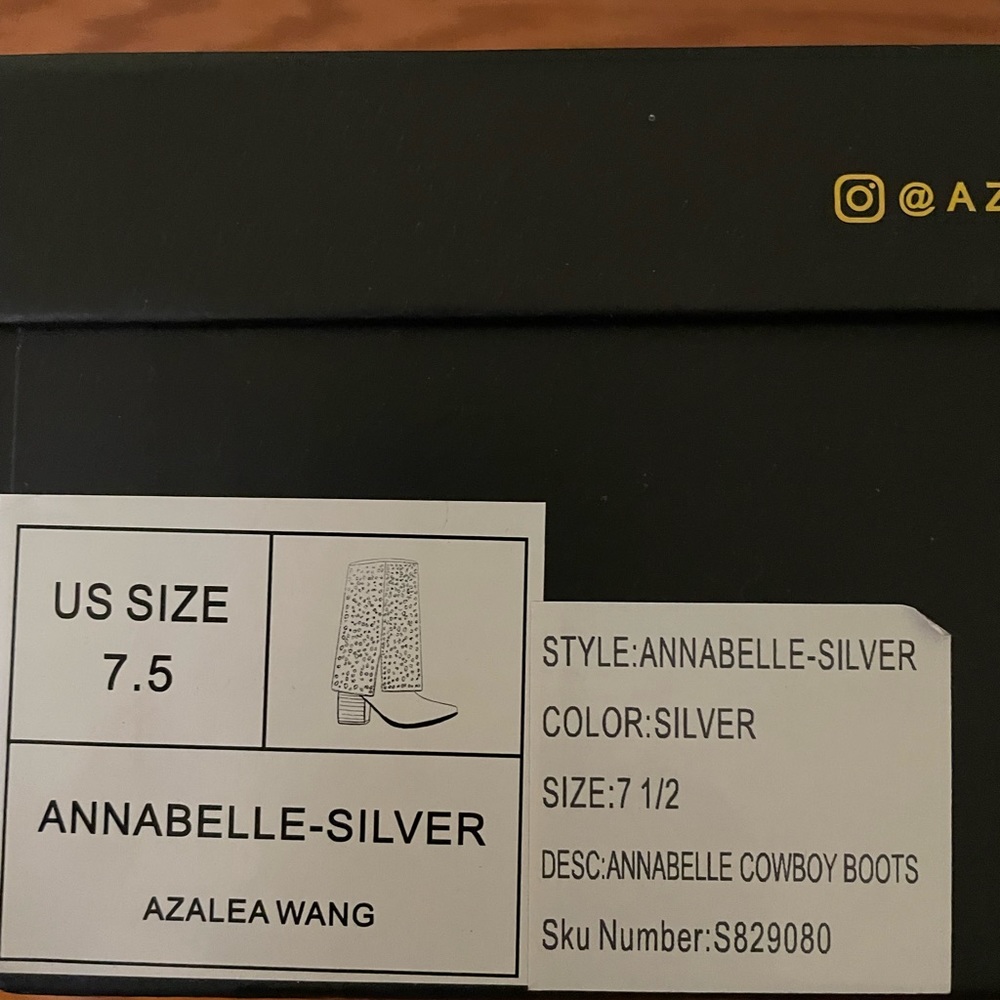 @AZ
US SIZE
7.5
ANNABELLE-SILVER
AZALEA WANG
STYLE:ANNABELLE-SILVER
COLOR:SILVER
SIZE:7 1/2
DESC:ANNABELLE COWBOY BOOTS
Sku Number:S829080